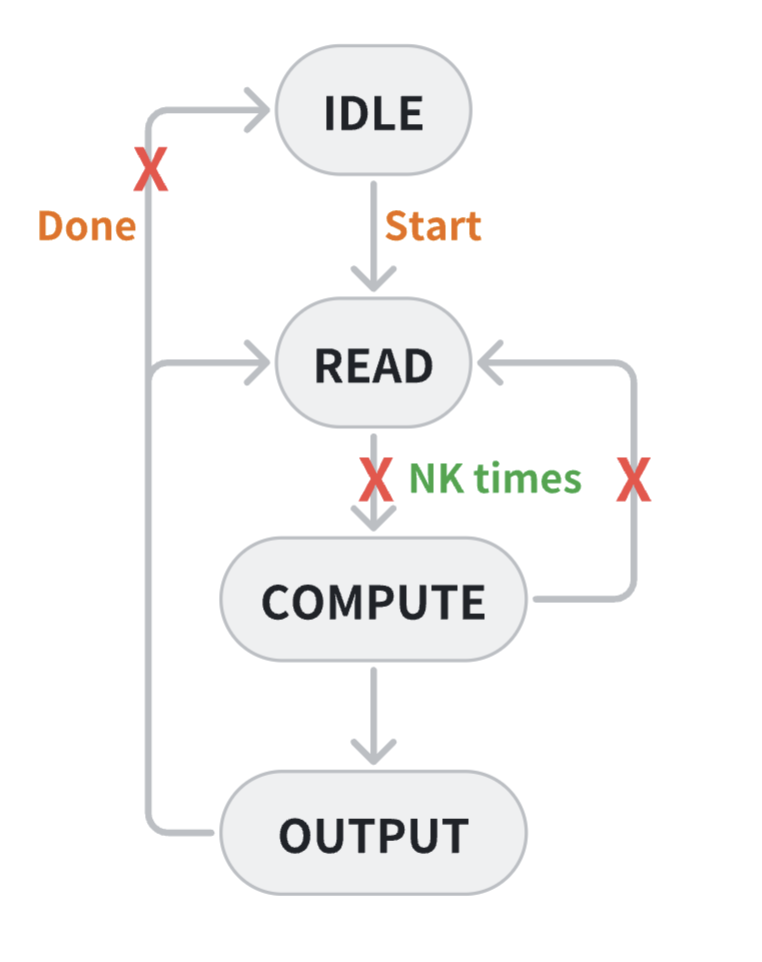 IDLE
X
Done
Start
READ
X
NK times
X
COMPUTE
OUTPUT